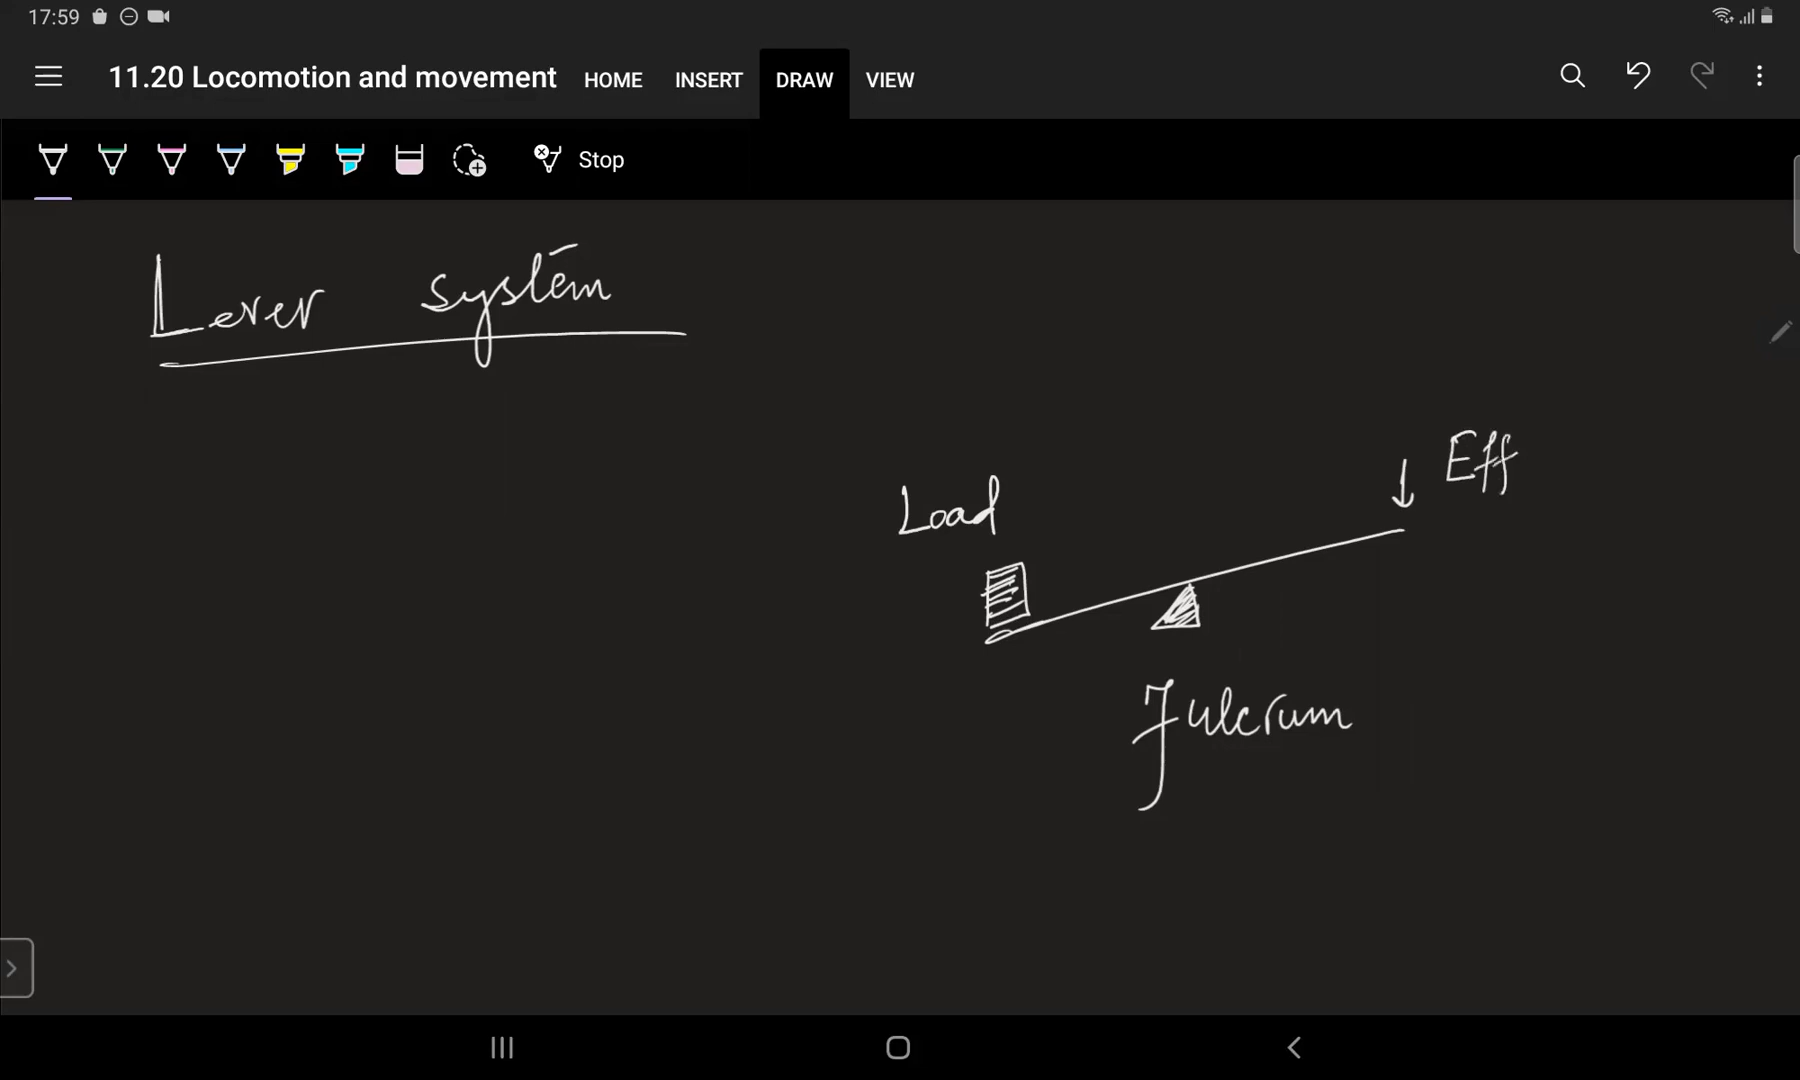 17:59
11.20 Locomotion and movement HOME INSERT DRAW VIEW
Stop
Lever system
Eff
Load
Fulcrum